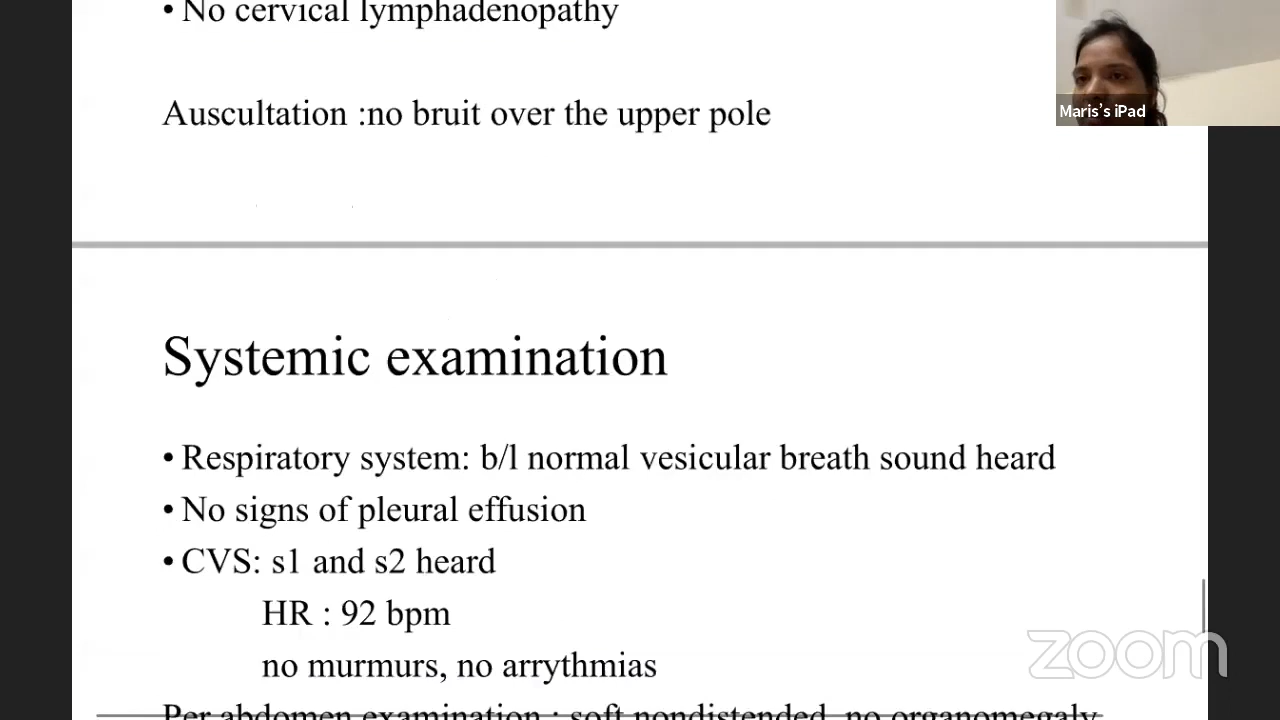 • No cervical lymphadenopathy
Maris's iPad
Auscultation :no bruit over the upper pole
Systemic examination
• Respiratory system: b/l normal vesicular breath sound heard
• No signs of pleural effusion
• CVS: s1 and s2 heard
HR : 92 bpm
no murmurs, no arrythmias
zoom
Per abdomen examination : soft nondistended, no organomegaly